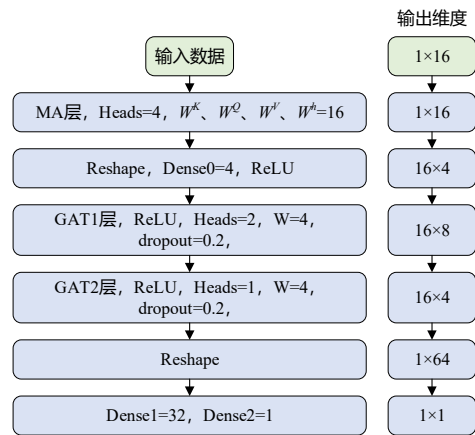 输出维度
输入数据
1×16
MA层，Heads=4，W^K、W^Q、W^V、W^h=16
1×16
Reshape，Dense0=4，ReLU
16×4
GAT1层，ReLU，Heads=2，W=4，
dropout=0.2，
16×8
GAT2层，ReLU，Heads=1，W=4，
dropout=0.2，
16×4
Reshape
1×64
Dense1=32，Dense2=1
1×1